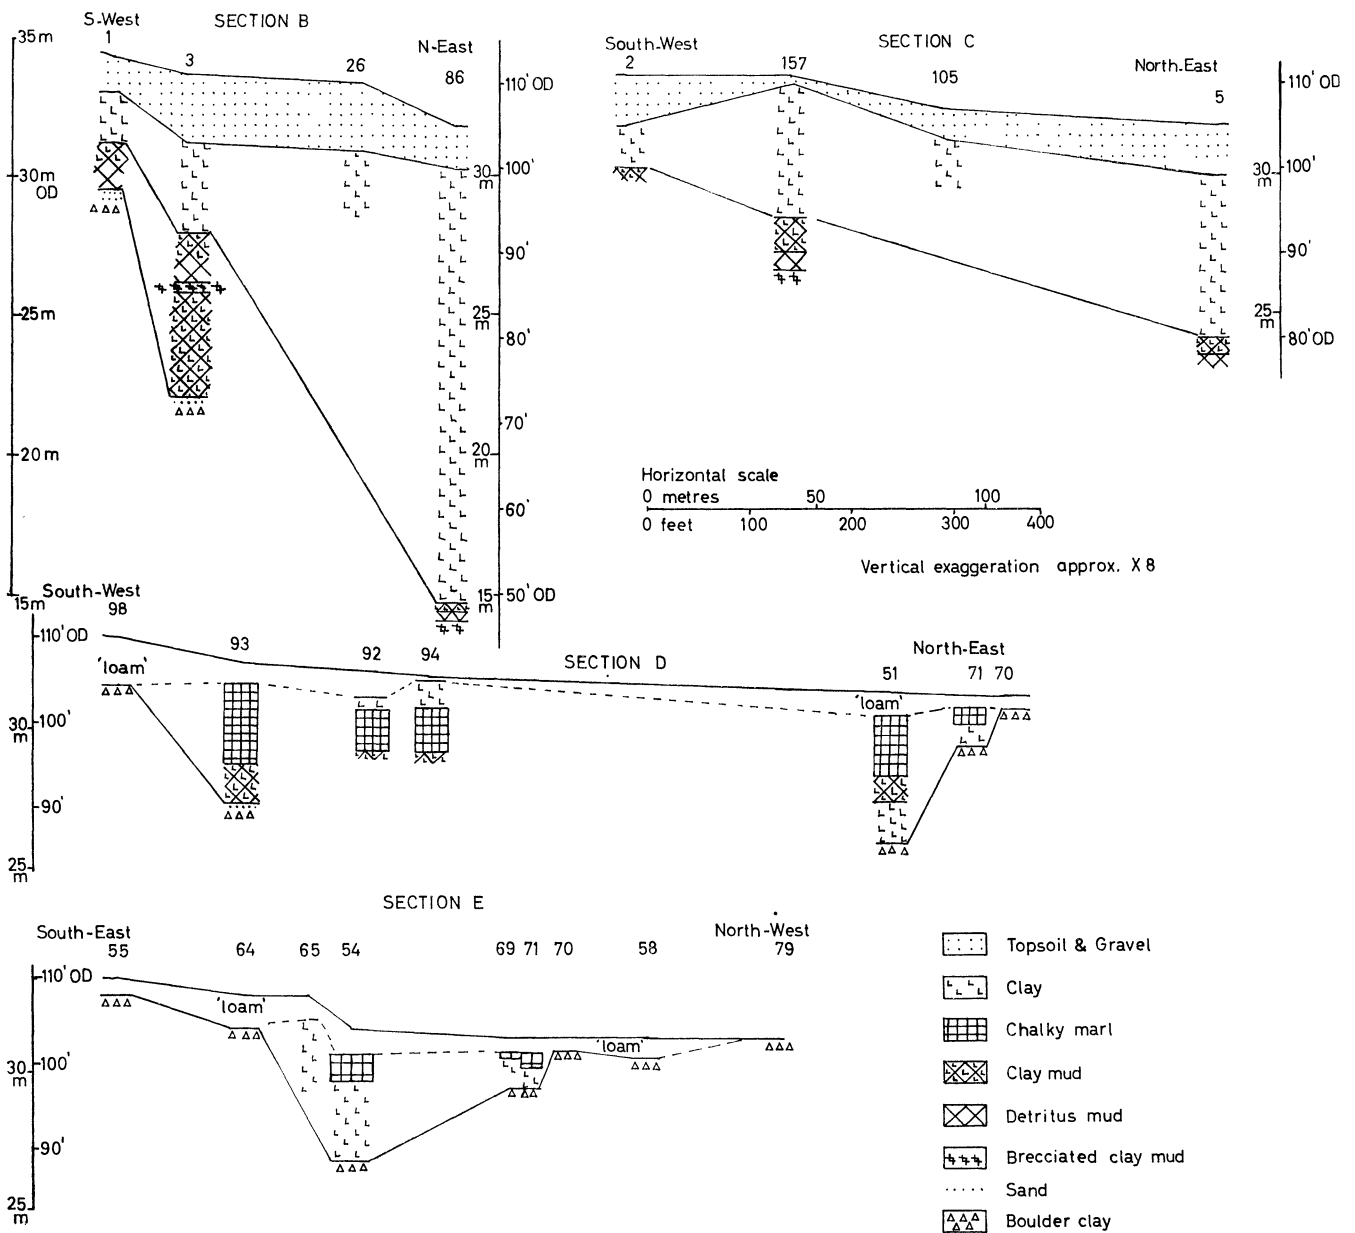 SECTION B
S-West
N-East
1
3
26
86
35m
30m
OD
25m
20m
15m
110'OD
30 100'
m
90'
25
m
80'
70'
20
m
60'
15 50'OD
m
SECTION C
South-West
North-East
2
157
105
5
110'OD
30 100'
m
90'
25
m
80'OD
Horizontal scale
0 metres 50 100
0 feet 100 200 300 400
Vertical exaggeration approx. X 8
SECTION D
South-West
North-East
98
93
92
94
51
71
70
110'OD
'loam'
'loam'
30 100'
m
90'
25
m
SECTION E
South-East
North-West
55
64
65
54
69
71
70
58
79
110'OD
'loam'
'loam'
30 100'
m
90'
25
m
Topsoil & Gravel
Clay
Chalky marl
Clay mud
Detritus mud
Brecciated clay mud
Sand
Boulder clay